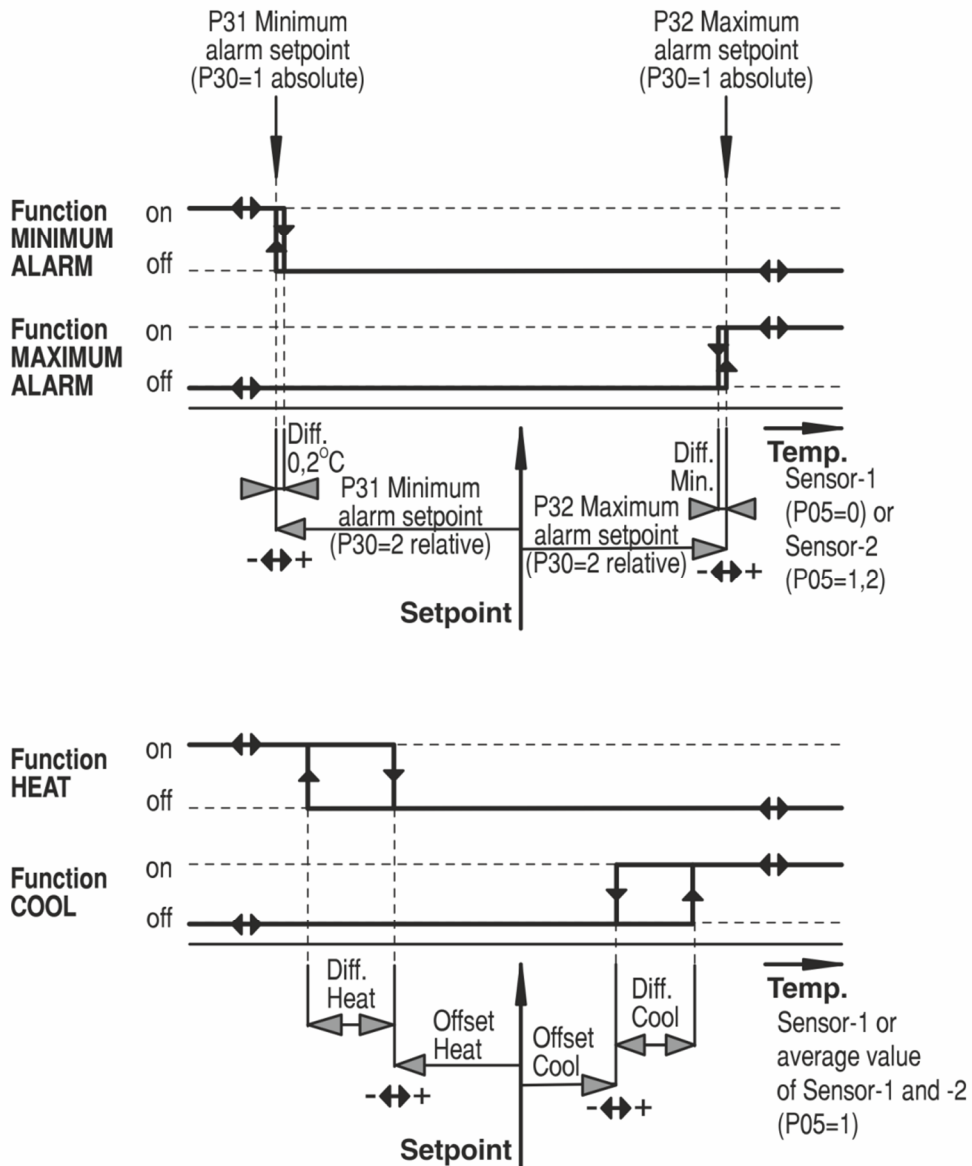 P31 Minimum
alarm setpoint
(P30=1 absolute)
P32 Maximum
alarm setpoint
(P30=1 absolute)
Function
MINIMUM
ALARM
on
off
Function
MAXIMUM
ALARM
on
off
Diff.
0,2°C
P31 Minimum
alarm setpoint
(P30=2 relative)
- +
P32 Maximum
alarm setpoint
(P30=2 relative)
Diff.
Min.
- +
Setpoint
Temp.
Sensor-1
(P05=0) or
Sensor-2
(P05=1,2)
Function
HEAT
on
off
Function
COOL
on
off
Diff.
Heat
Offset
Heat
- +
Offset
Cool
Diff.
Cool
- +
Setpoint
Temp.
Sensor-1 or
average value
of Sensor-1 and -2
(P05=1)